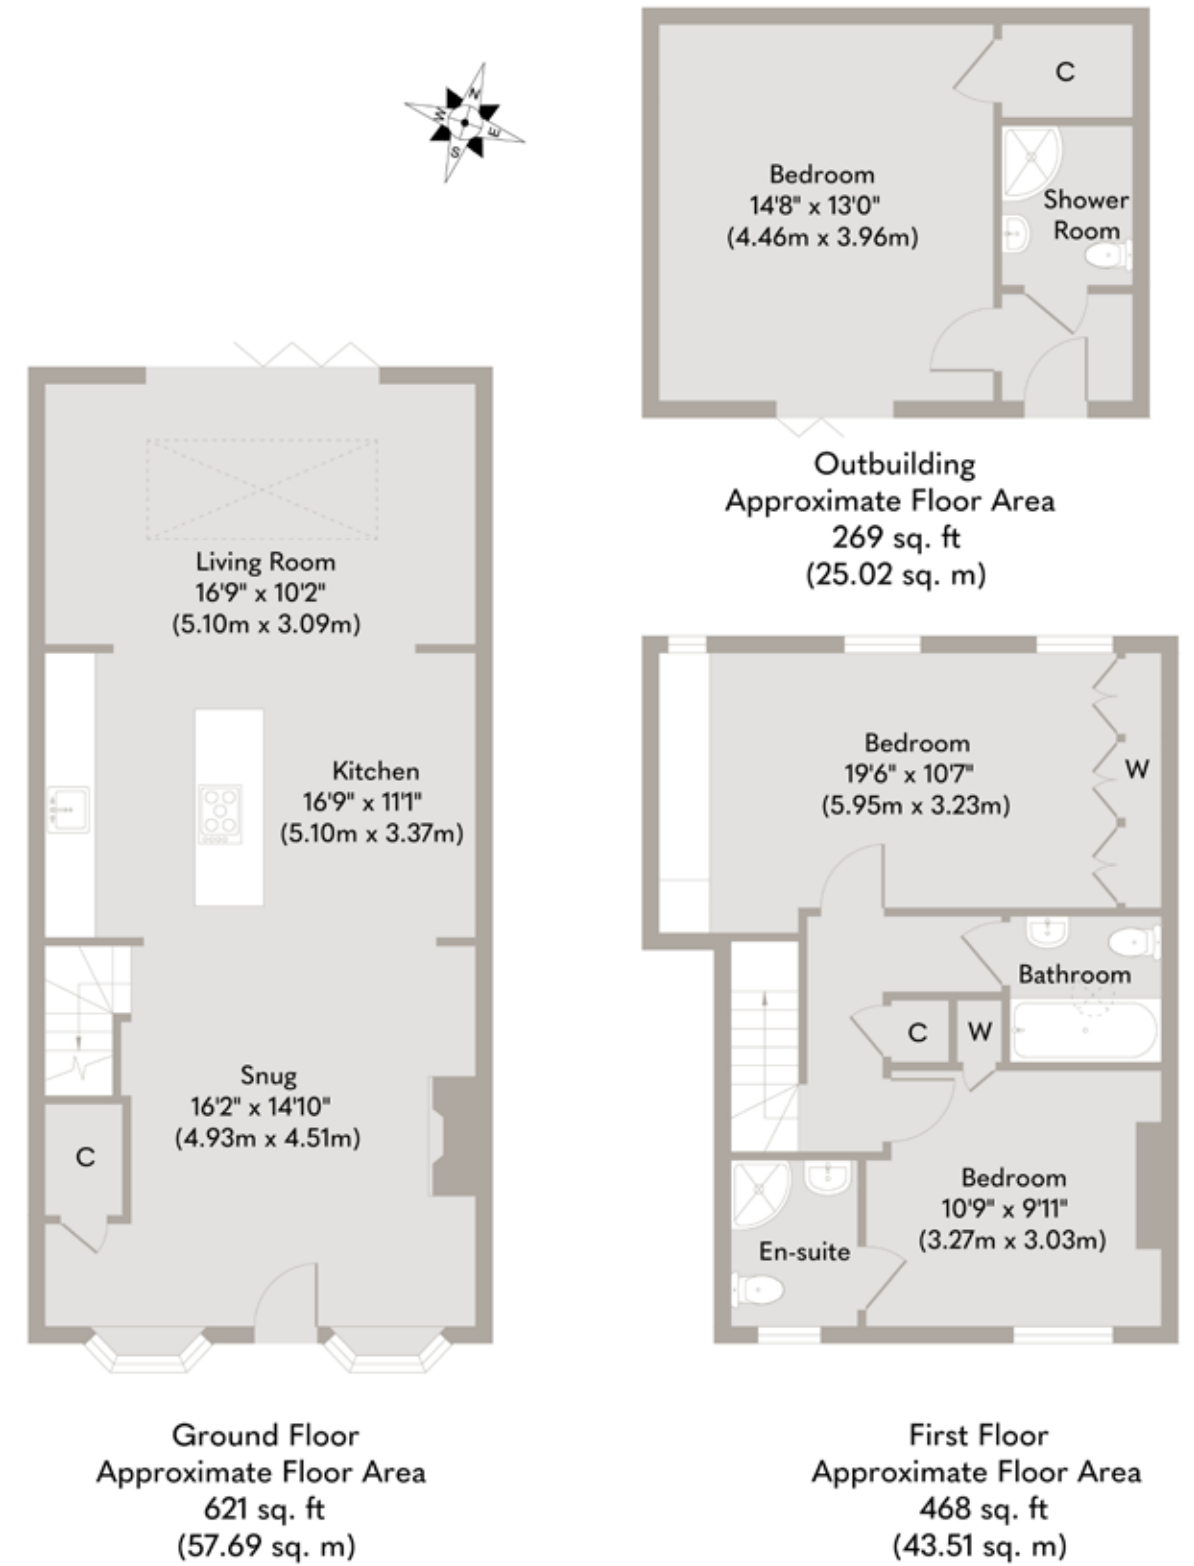 N
W
E
S
Bedroom
14'8" x 13'0"
(4.46m x 3.96m)
C
Shower
Room
Outbuilding
Approximate Floor Area
269 sq. ft
(25.02 sq. m)
Living Room
16'9" x 10'2"
(5.10m x 3.09m)
Kitchen
16'9" x 11'1"
(5.10m x 3.37m)
Snug
16'2" x 14'10"
(4.93m x 4.51m)
C
Ground Floor
Approximate Floor Area
621 sq. ft
(57.69 sq. m)
Bedroom
19'6" x 10'7"
(5.95m x 3.23m)
W
Bathroom
C
W
Bedroom
10'9" x 9'11"
(3.27m x 3.03m)
En-suite
First Floor
Approximate Floor Area
468 sq. ft
(43.51 sq. m)